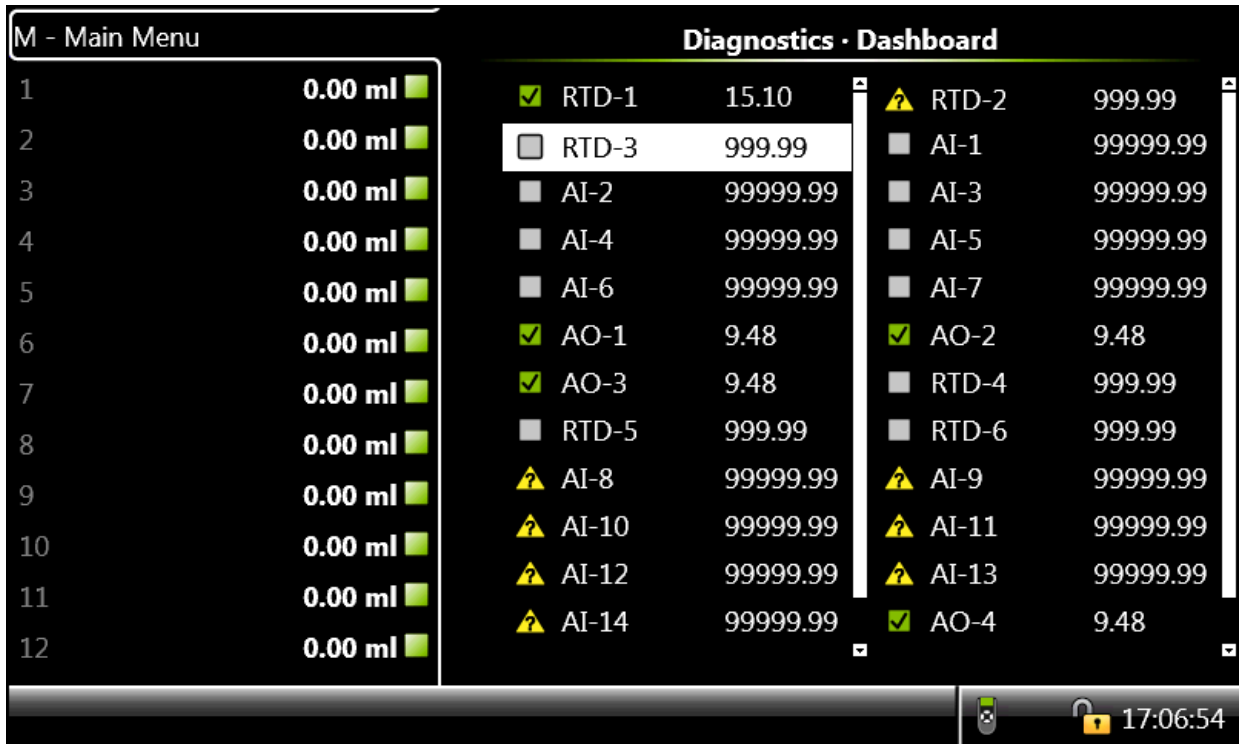 M - Main Menu
Diagnostics · Dashboard
1 0.00 ml
2 0.00 ml
3 0.00 ml
4 0.00 ml
5 0.00 ml
6 0.00 ml
7 0.00 ml
8 0.00 ml
9 0.00 ml
10 0.00 ml
11 0.00 ml
12 0.00 ml
RTD-1 15.10 RTD-2 999.99
RTD-3 999.99 AI-1 99999.99
AI-2 99999.99 AI-3 99999.99
AI-4 99999.99 AI-5 99999.99
AI-6 99999.99 AI-7 99999.99
AO-1 9.48 AO-2 9.48
AO-3 9.48 RTD-4 999.99
RTD-5 999.99 RTD-6 999.99
AI-8 99999.99 AI-9 99999.99
AI-10 99999.99 AI-11 99999.99
AI-12 99999.99 AI-13 99999.99
AI-14 99999.99 AO-4 9.48
17:06:54